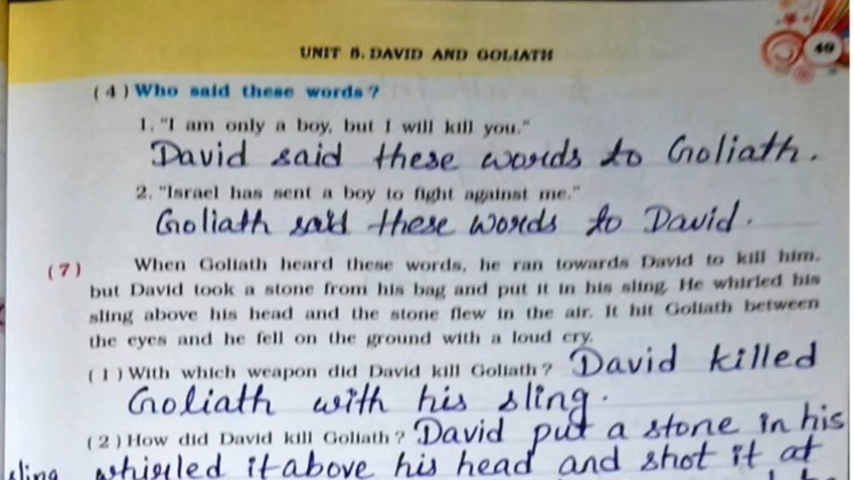 UNIT 8. DAVID AND GOLIATH
49
(4) Who said these words?
1. "I am only a boy, but I will kill you."
David said these words to Goliath.
2. "Israel has sent a boy to fight against me."
Goliath said these words to David.
(7) When Goliath heard these words, he ran towards David to kill him,
but David took a stone from his bag and put it in his sling. He whirled his
sling above his head and the stone flew in the air. It hit Goliath between
the eyes and he fell on the ground with a loud cry.
(1) With which weapon did David kill Goliath? David killed
Goliath with his sling.
(2) How did David kill Goliath? David put a stone in his
sling whirled it above his head and shot it at